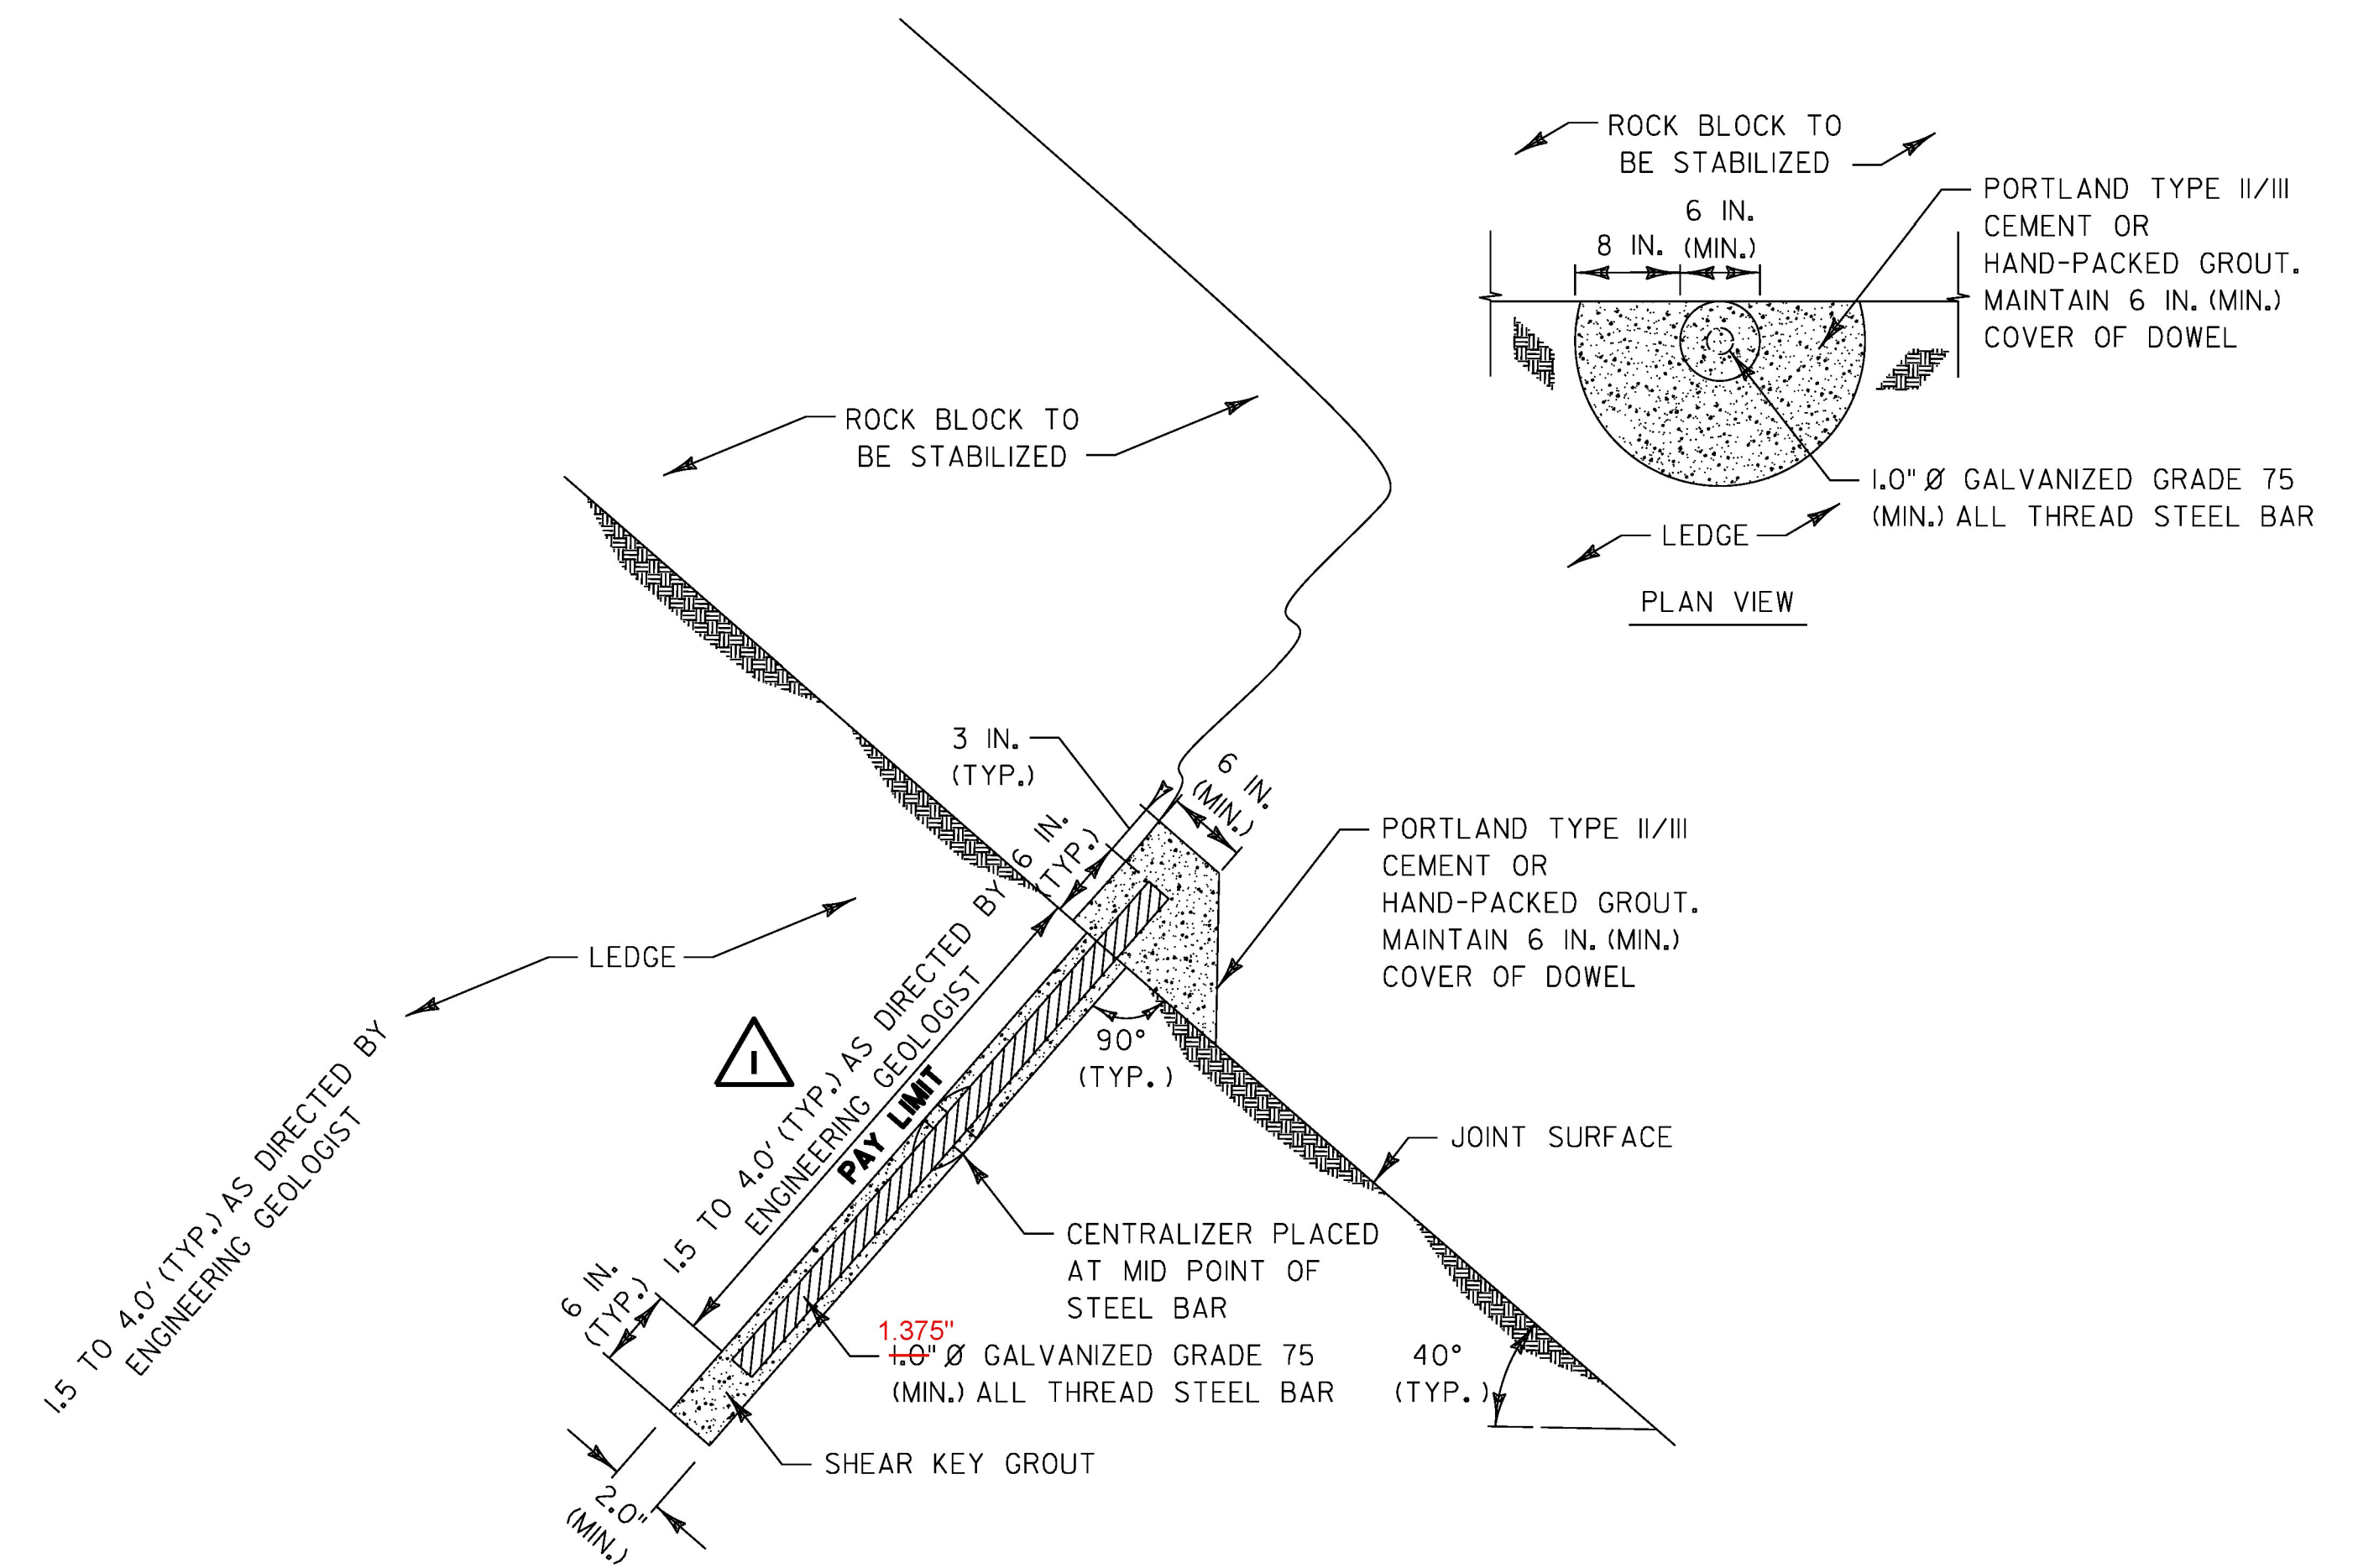 ROCK BLOCK TO
BE STABILIZED
6 IN.
8 IN. (MIN.)
PORTLAND TYPE II/III
CEMENT OR
HAND-PACKED GROUT.
MAINTAIN 6 IN. (MIN.)
COVER OF DOWEL
1.0" Ø GALVANIZED GRADE 75
(MIN.) ALL THREAD STEEL BAR
LEDGE
PLAN VIEW
ROCK BLOCK TO
BE STABILIZED
3 IN.
(TYP.)
6 IN.
(MIN.)
6 IN.
(TYP.)
PORTLAND TYPE II/III
CEMENT OR
HAND-PACKED GROUT.
MAINTAIN 6 IN. (MIN.)
COVER OF DOWEL
LEDGE
1.5 TO 4.0' (TYP.) AS DIRECTED BY
ENGINEERING GEOLOGIST
1
1.5 TO 4.0' (TYP.) AS DIRECTED BY
ENGINEERING GEOLOGIST
PAY LIMIT
90°
(TYP.)
JOINT SURFACE
CENTRALIZER PLACED
AT MID POINT OF
STEEL BAR
6 IN.
(TYP.)
1.375"
1.0" Ø GALVANIZED GRADE 75
(MIN.) ALL THREAD STEEL BAR
40°
(TYP.)
SHEAR KEY GROUT
2.0"
(MIN.)